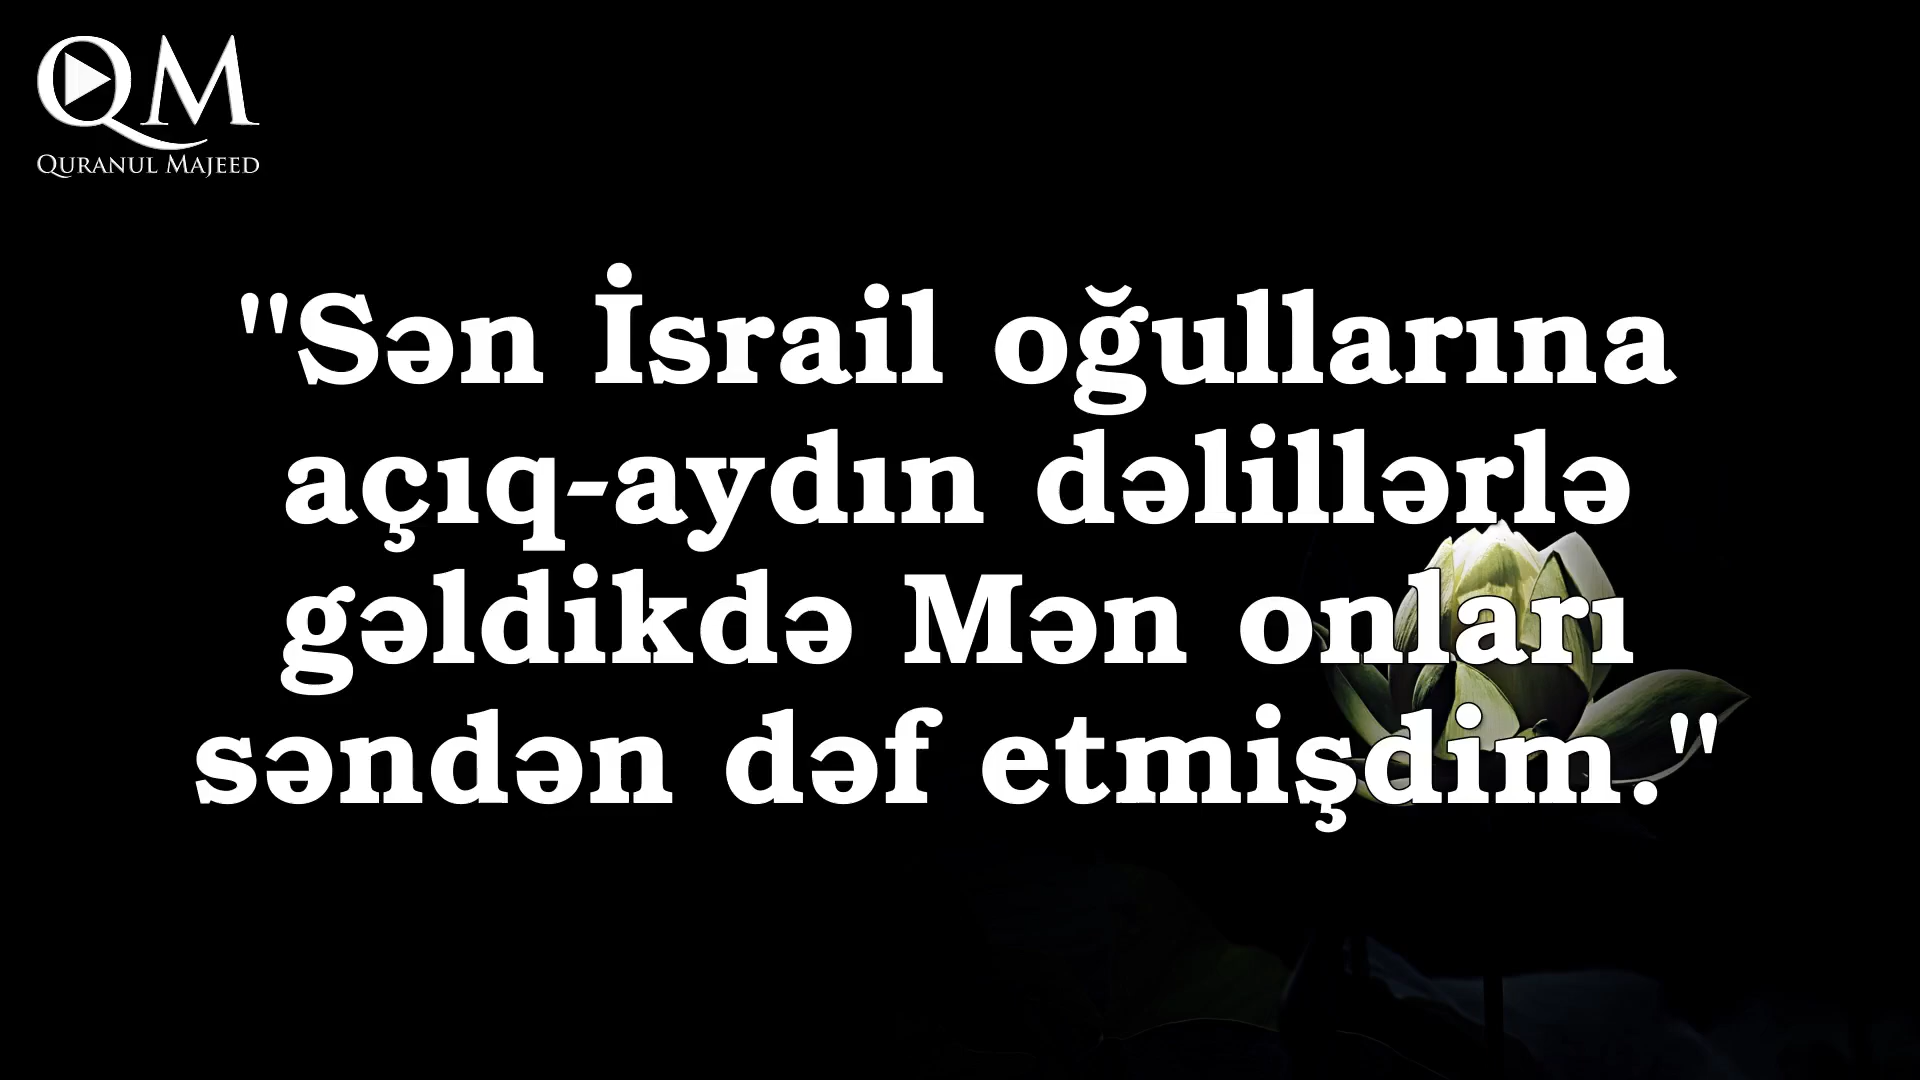 QM
QURANUL MAJEED
"Sən İsrail oğullarına
açıq-aydın dəlillərlə
gəldikdə Mən onları
səndən dəf etmişdim."